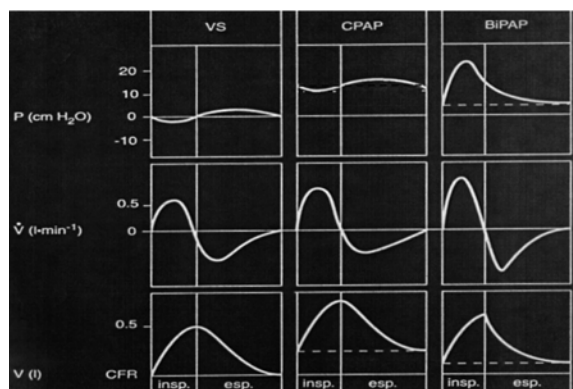 VS CPAP BiPAP
20
10
P (cm H₂O) 0
-10
0.5
V̇ (l•min⁻¹) 0
0.5
V (l) CFR
insp. esp. insp. esp. insp. esp.